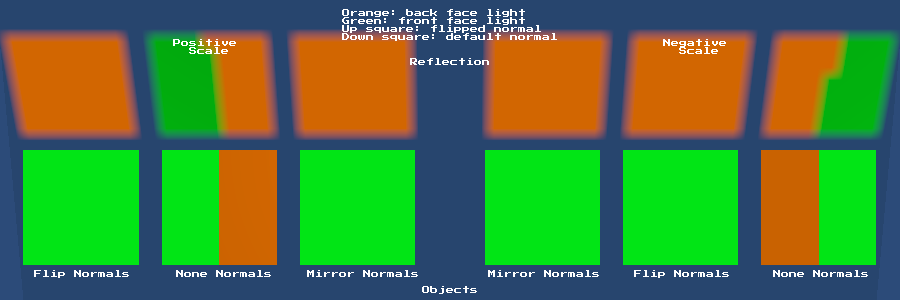 Orange: back face light
Green: front face light
Up square: flipped normal
Down square: default normal
Positive
Scale
Negative
Scale
Reflection
Flip Normals
None Normals
Mirror Normals
Mirror Normals
Flip Normals
None Normals
Objects